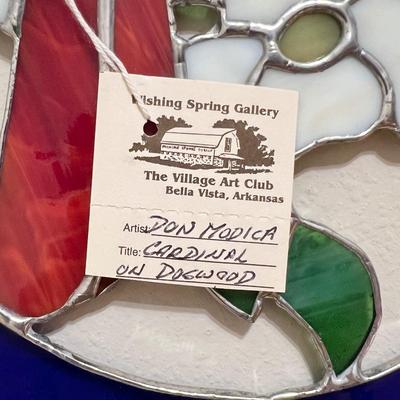 Wishing Spring Gallery
The Village Art Club
Bella Vista, Arkansas
Artist: DON MODICA
Title: CARDINAL
ON DOGWOOD